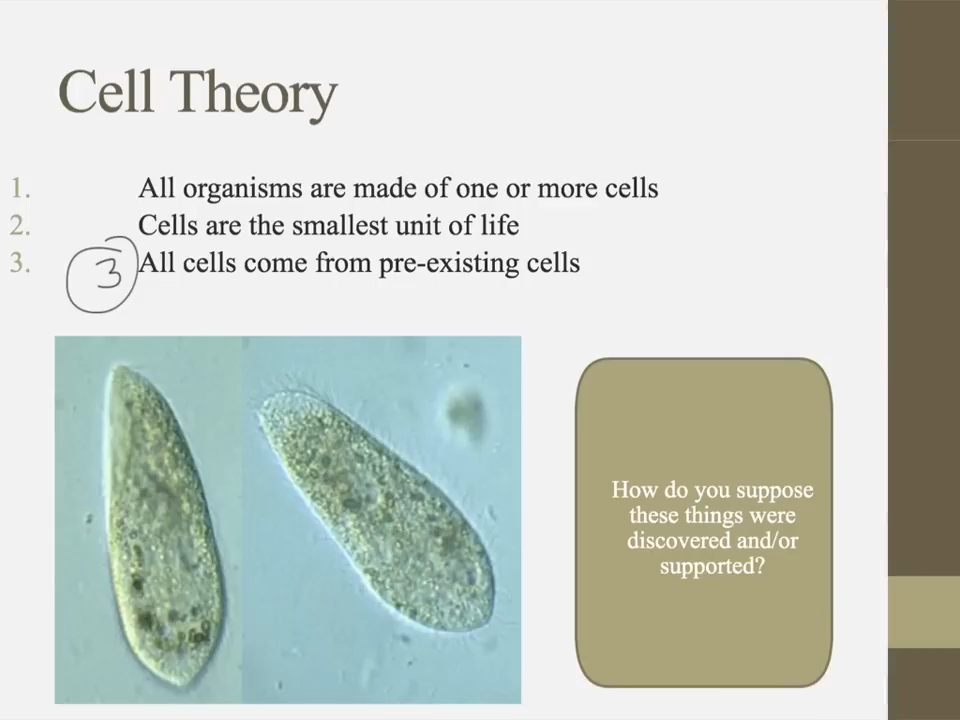 Cell Theory
1. All organisms are made of one or more cells
2. Cells are the smallest unit of life
3. 3 All cells come from pre-existing cells
How do you suppose
these things were
discovered and/or
supported?